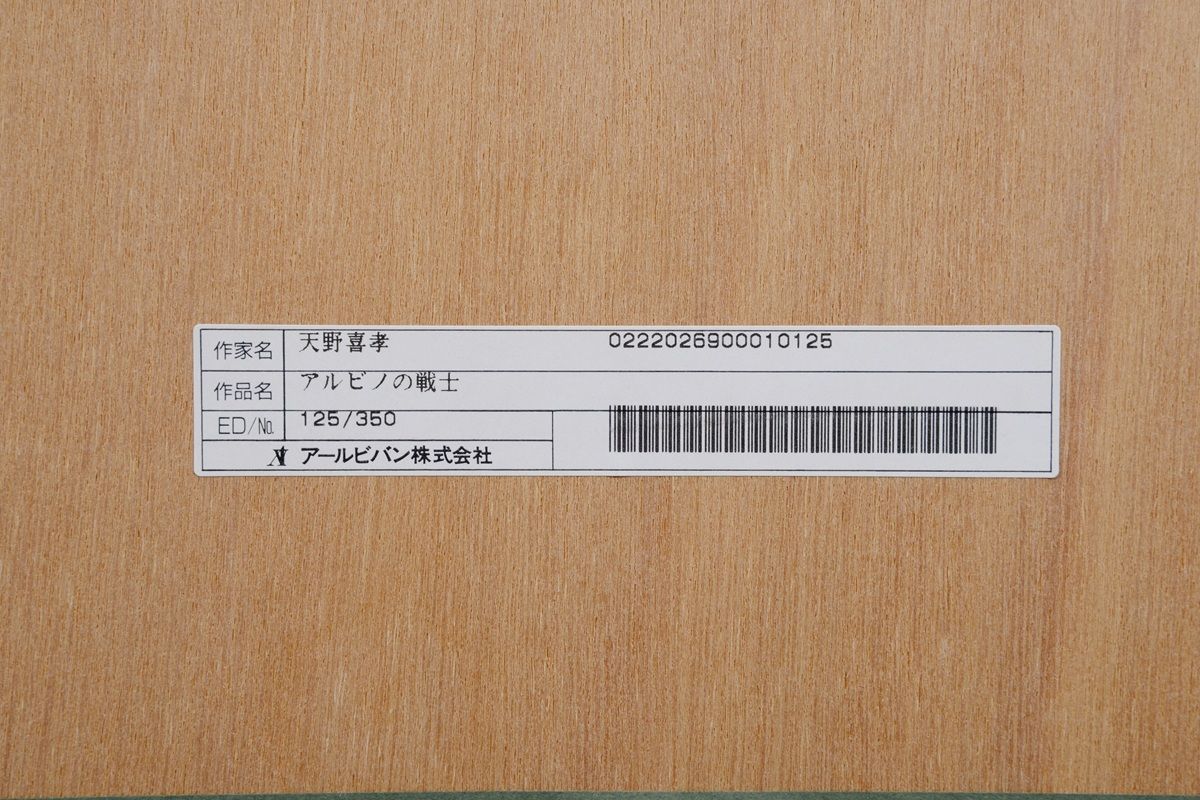 作家名 天野喜孝 0222026900010125
作品名 アルビノの戦士
ED/№ 125/350
アールビバン株式会社